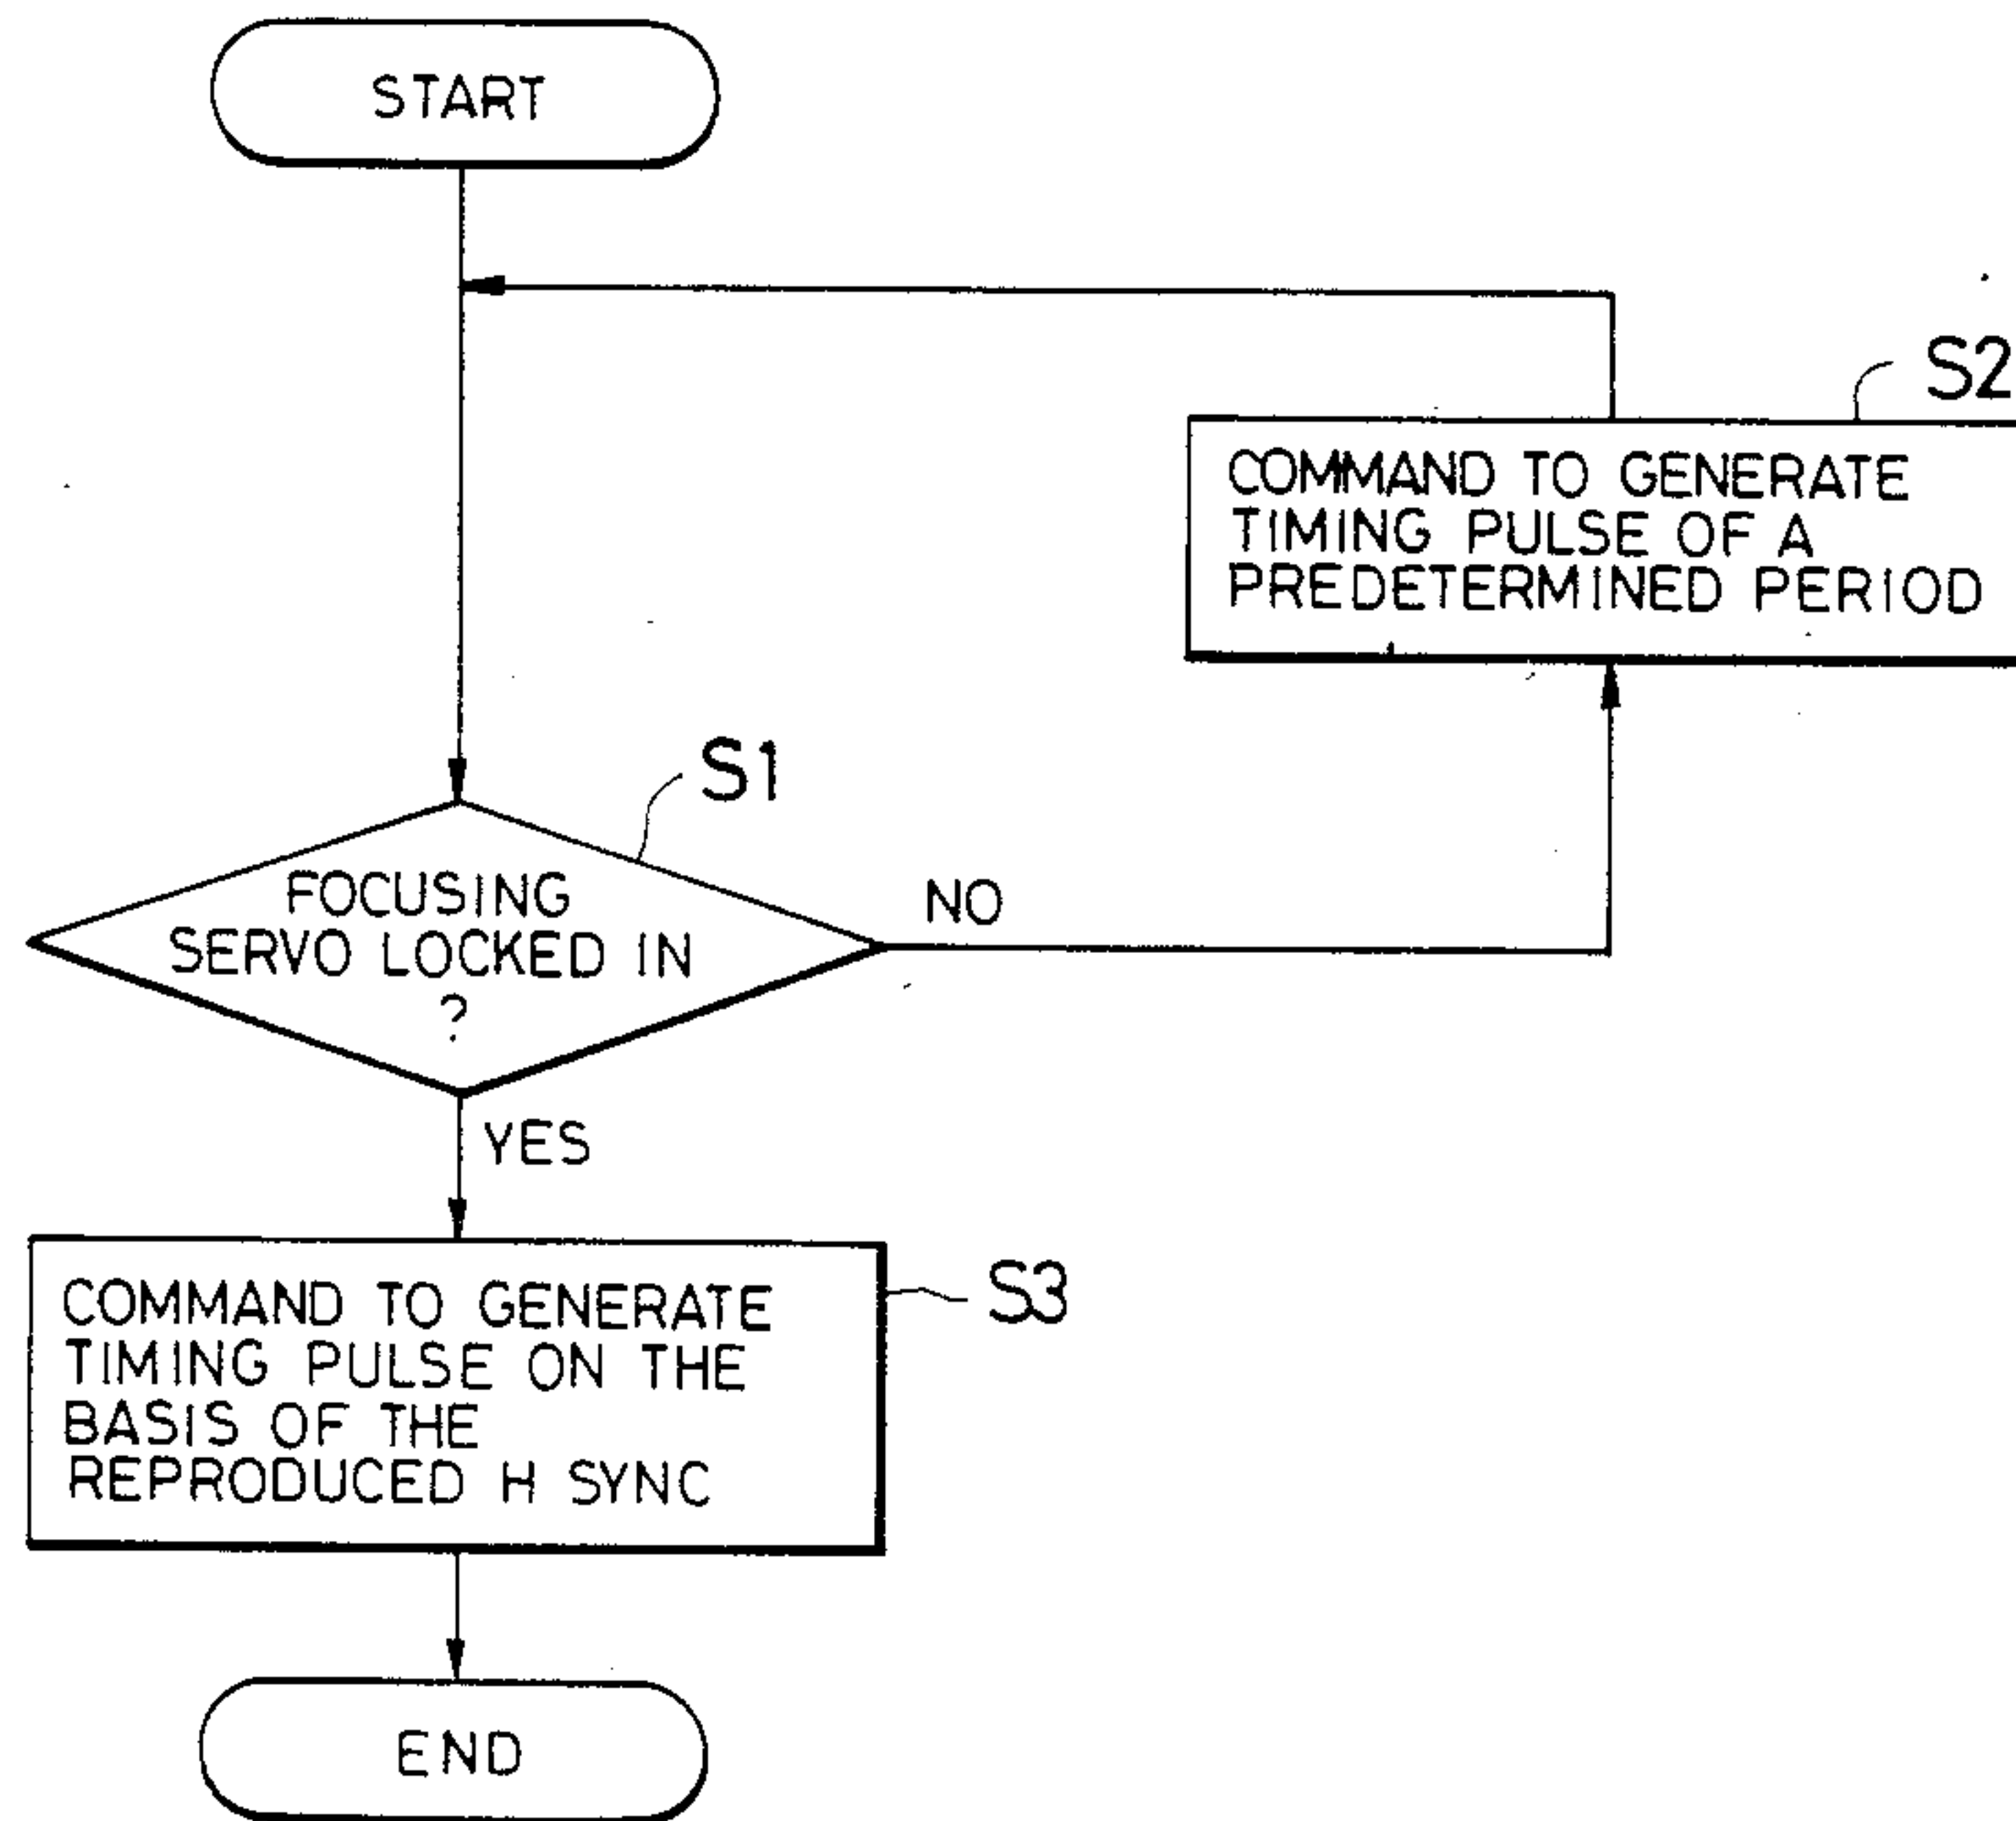 START
S2
COMMAND TO GENERATE
TIMING PULSE OF A
PREDETERMINED PERIOD
S1
FOCUSING
SERVO LOCKED IN
?
NO
YES
S3
COMMAND TO GENERATE
TIMING PULSE ON THE
BASIS OF THE
REPRODUCED H SYNC
END